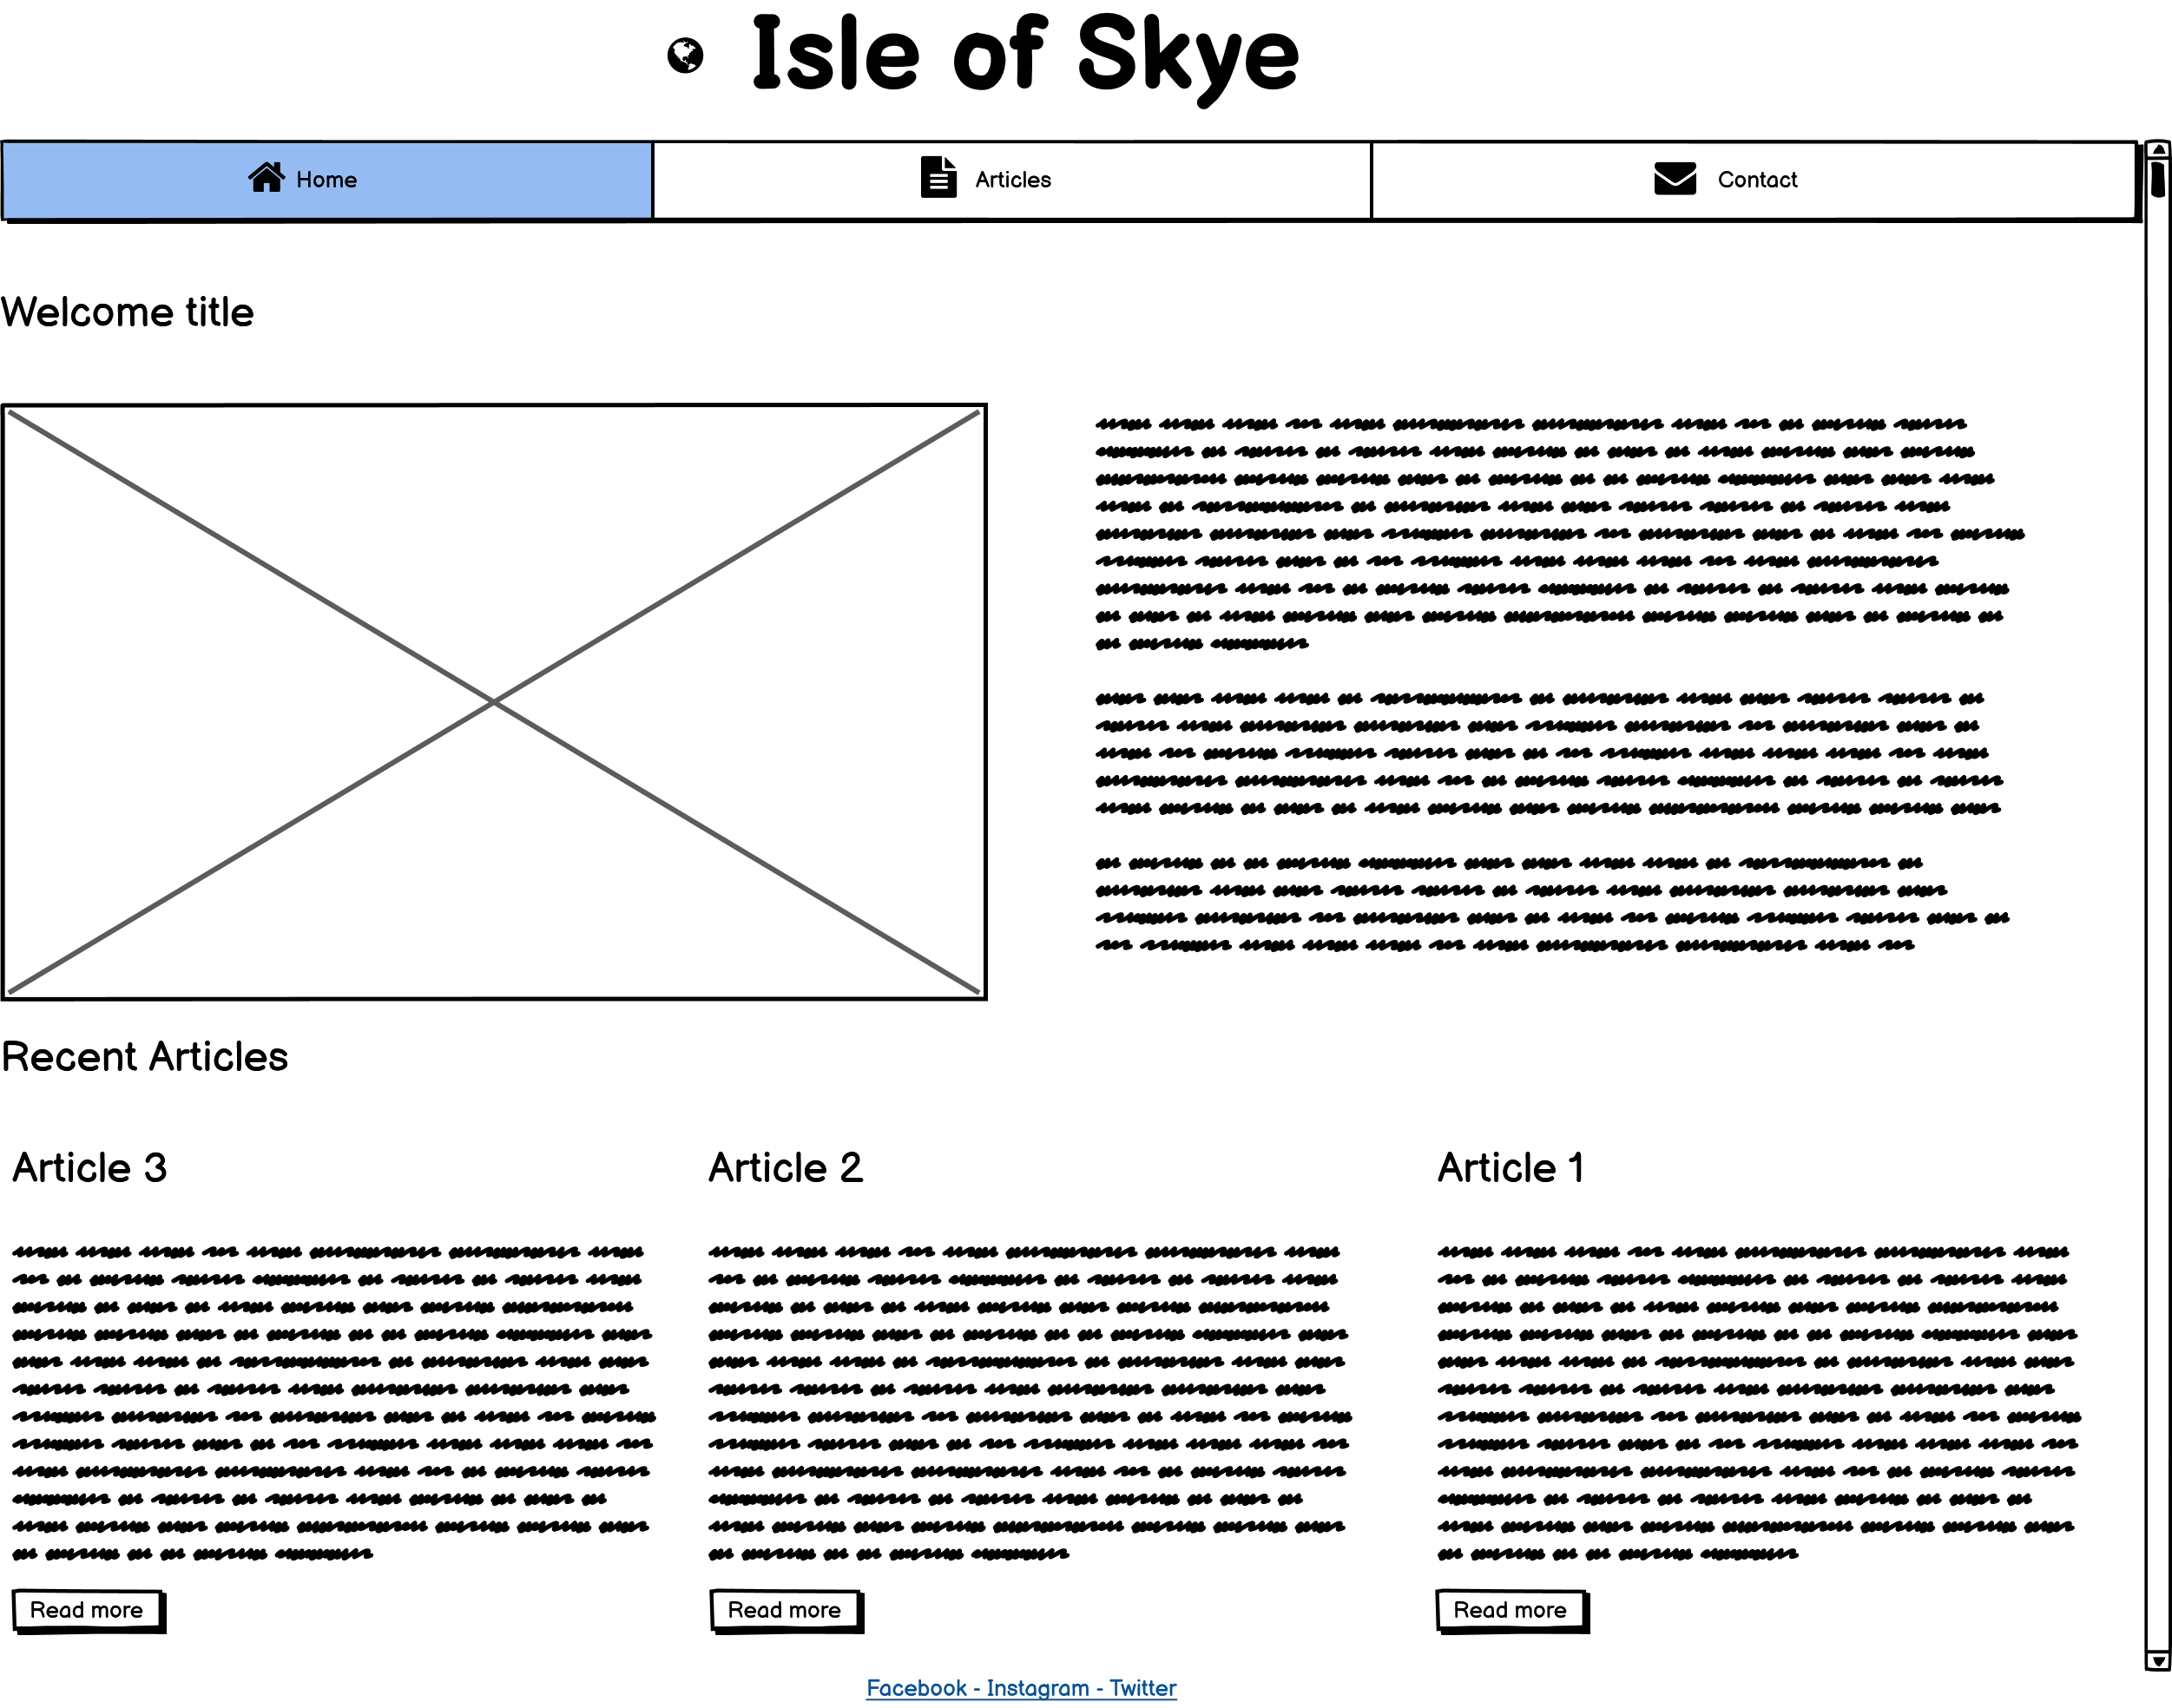 Isle of Skye
Home
Articles
Contact
Welcome title
Recent Articles
Article 3
Article 2
Article 1
Read more
Read more
Read more
Facebook - Instagram - Twitter